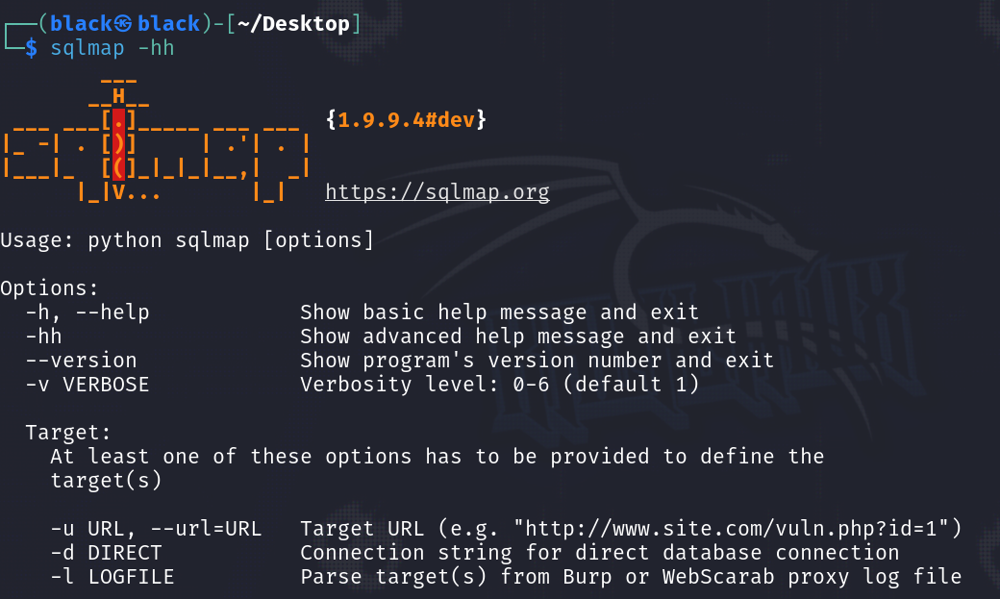 ┌──(black㉿black)-[~/Desktop]
└─$ sqlmap -hh
        ___
       __H__
 ___ ___[.]_____ ___ ___  {1.9.9.4#dev}
|_ -| . [)]     | .'| . |
|___|_  [(]_|_|_|__,|  _|
      |_|V...       |_|   https://sqlmap.org
Usage: python sqlmap [options]
Options:
  -h, --help            Show basic help message and exit
  -hh                   Show advanced help message and exit
  --version             Show program's version number and exit
  -v VERBOSE            Verbosity level: 0-6 (default 1)
  Target:
    At least one of these options has to be provided to define the
    target(s)
    -u URL, --url=URL   Target URL (e.g. "http://www.site.com/vuln.php?id=1")
    -d DIRECT           Connection string for direct database connection
    -l LOGFILE          Parse target(s) from Burp or WebScarab proxy log file